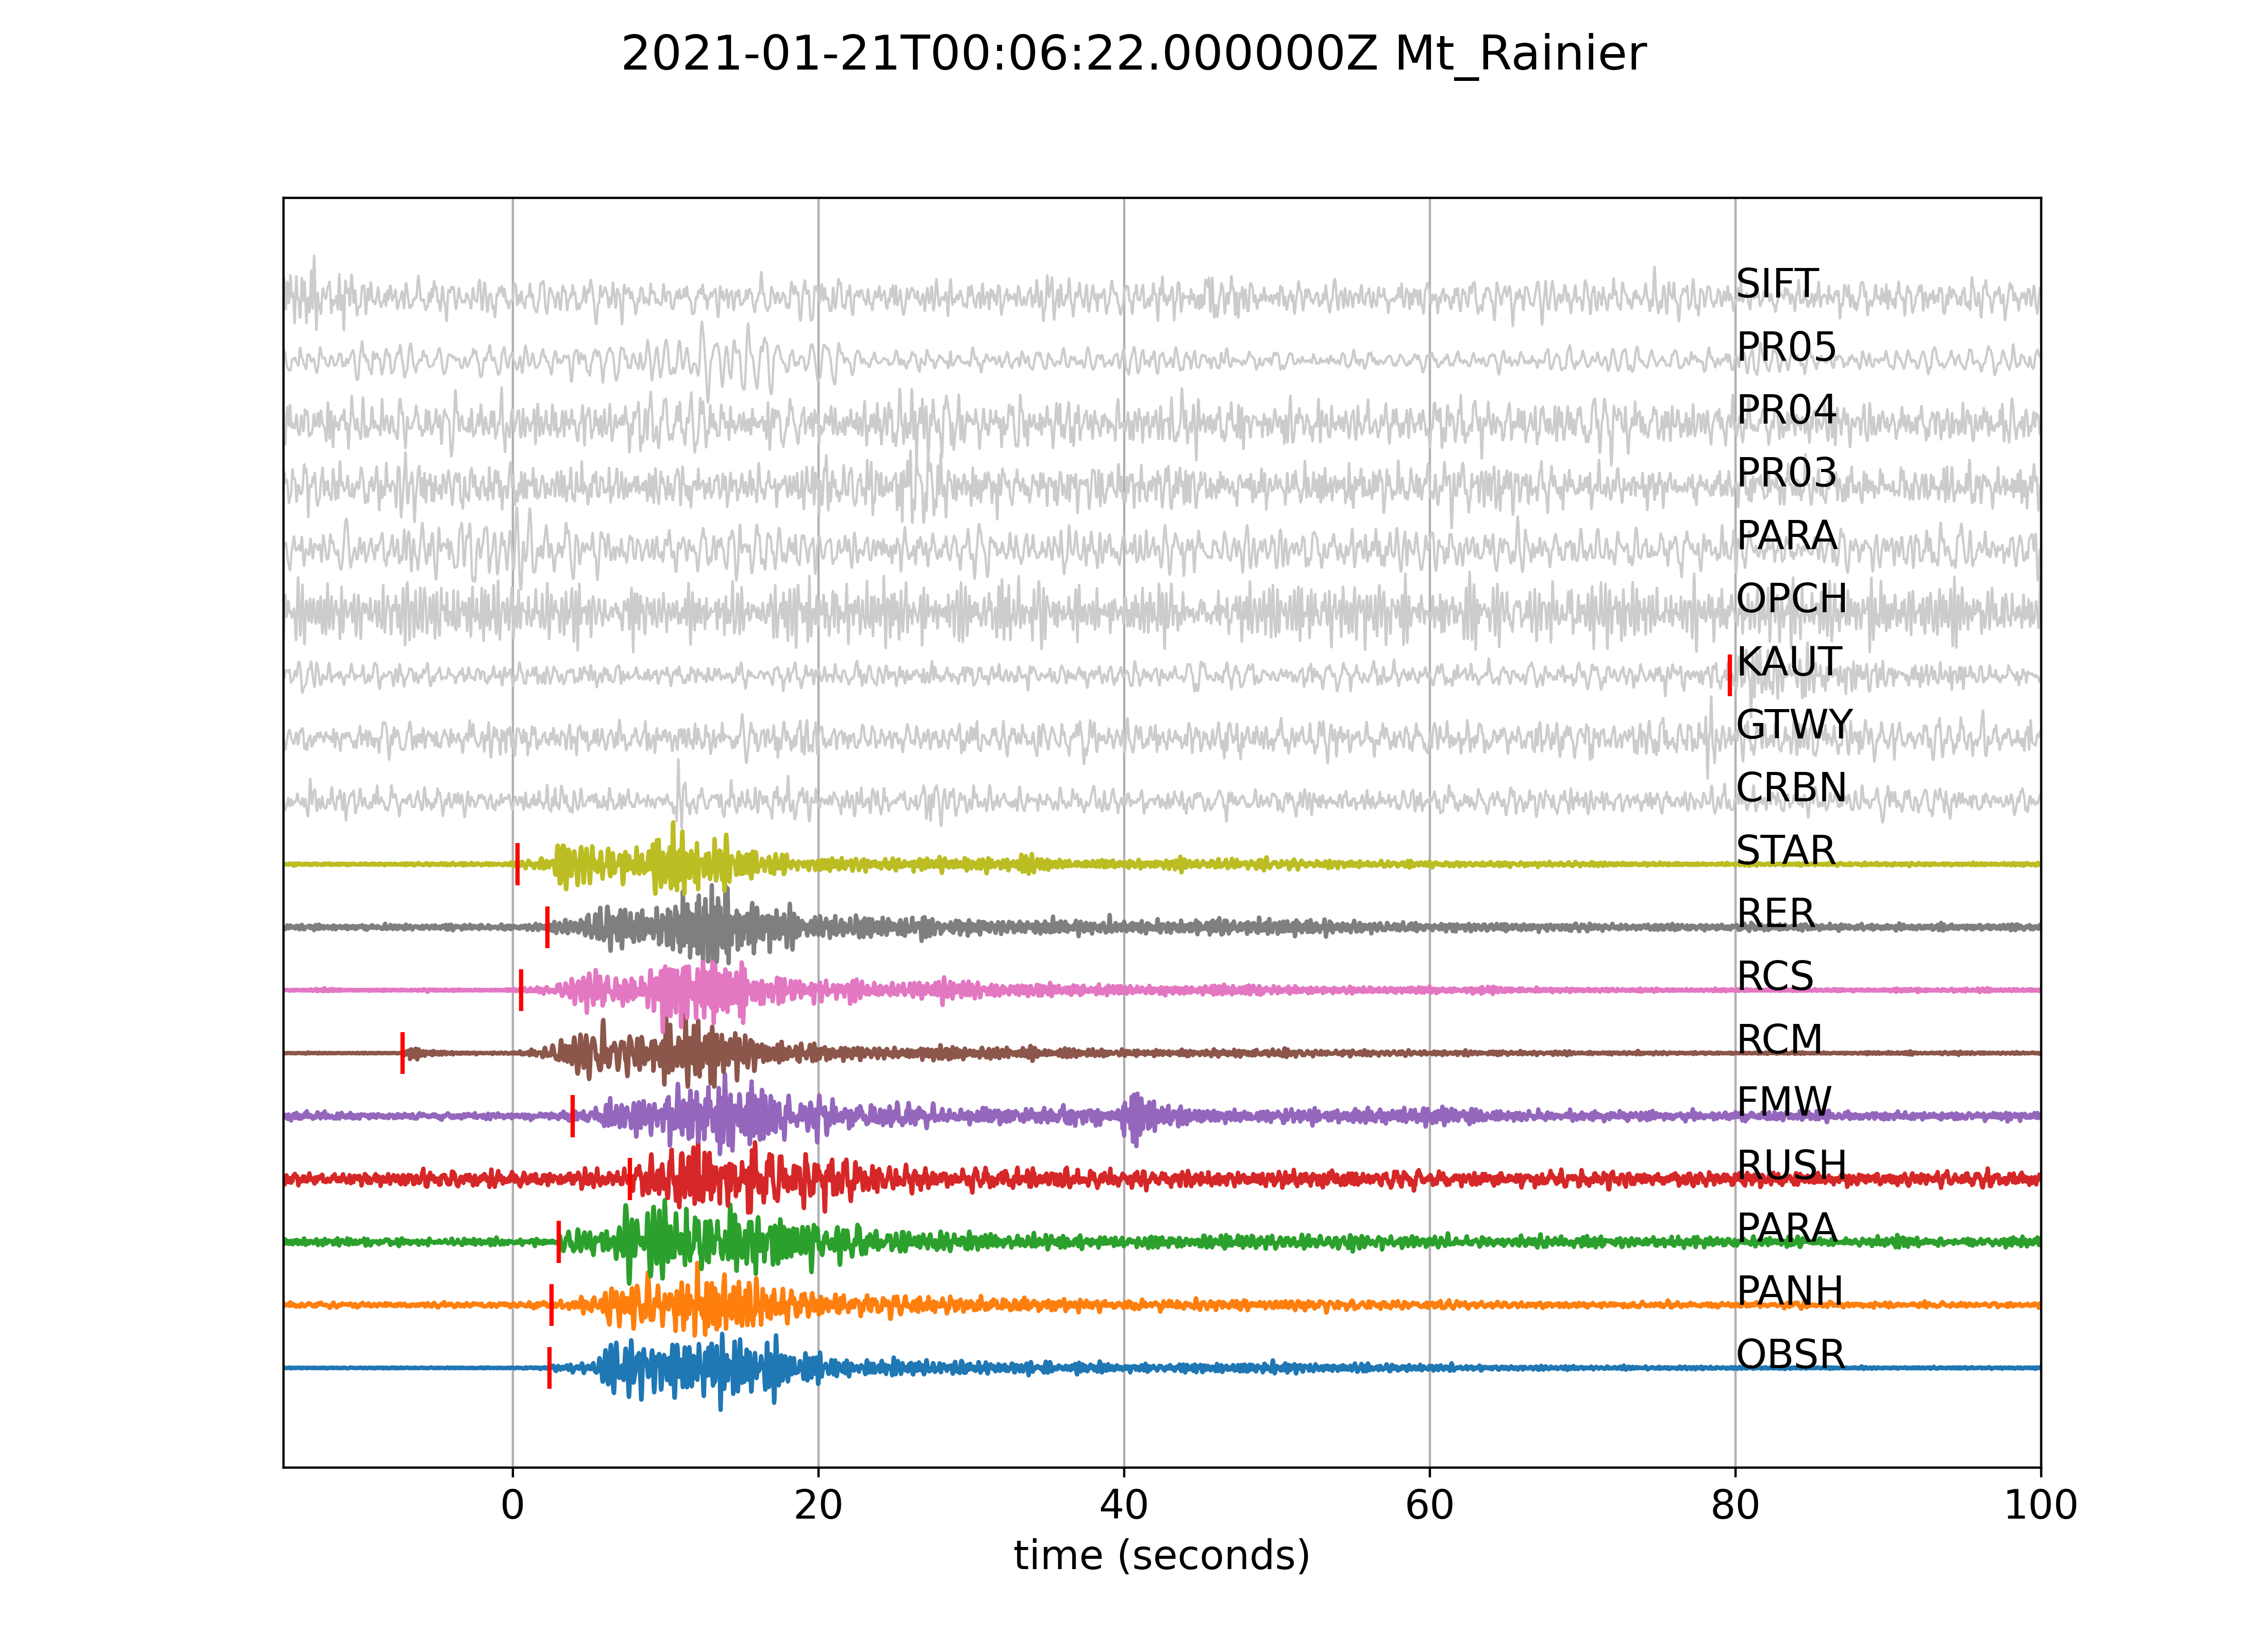 2021-01-21T00:06:22.000000Z Mt_Rainier
SIFT
PR05
PR04
PR03
PARA
OPCH
KAUT
GTWY
CRBN
STAR
RER
RCS
RCM
FMW
RUSH
PARA
PANH
OBSR
0 20 40 60 80 100
time (seconds)